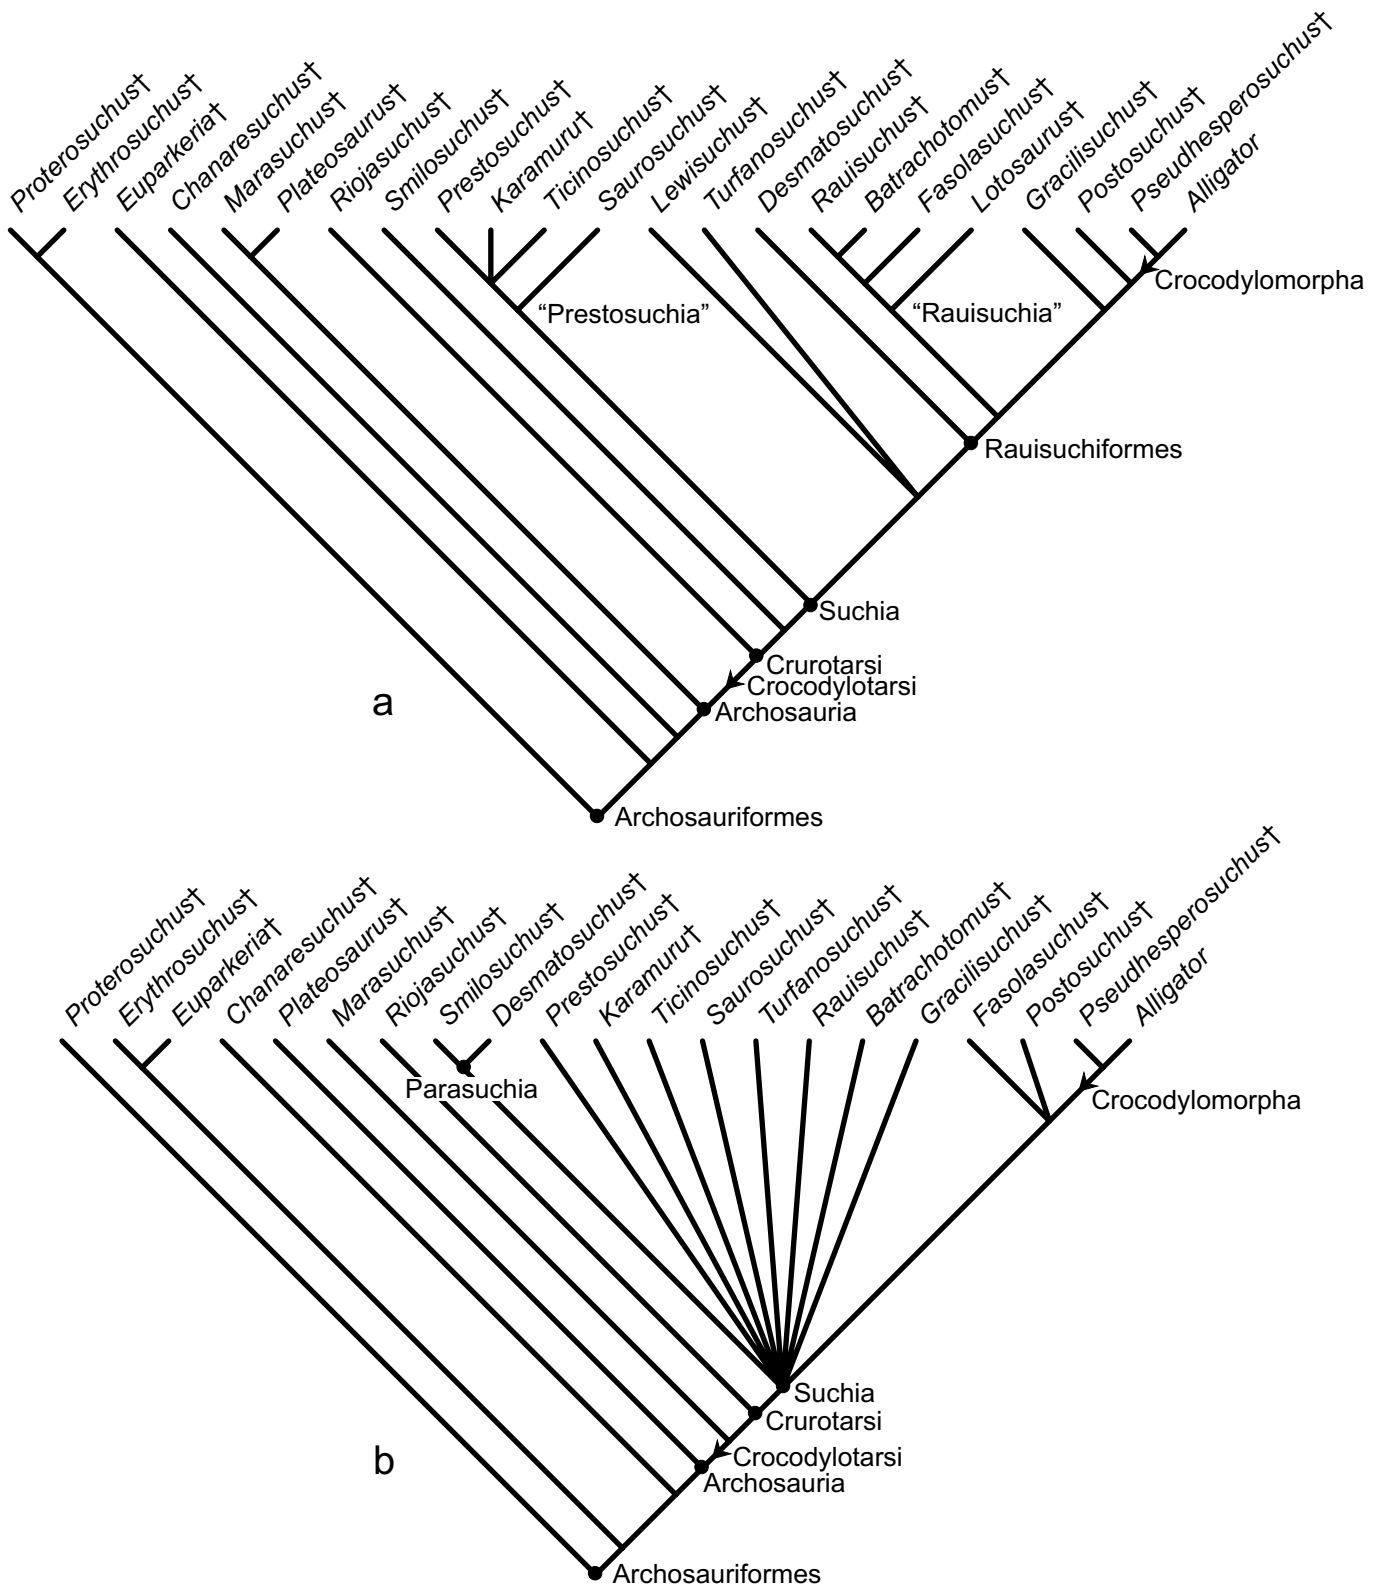 Proterosuchus†
Erythrosuchus†
Euparkeria†
Chanaresuchus†
Marasuchus†
Plateosaurus†
Riojasuchus†
Smilosuchus†
Prestosuchus†
Karamuru†
Ticinosuchus†
Saurosuchus†
Lewisuchus†
Turfanosuchus†
Desmatosuchus†
Rauisuchus†
Batrachotomus†
Fasolasuchus†
Lotosaurus†
Gracilisuchus†
Postosuchus†
Pseudhesperosuchus†
Alligator
Crocodylomorpha
“Prestosuchia”
“Rauisuchia”
Rauisuchiformes
Suchia
Crurotarsi
Crocodylotarsi
a
Archosauria
Archosauriformes
Proterosuchus†
Erythrosuchus†
Euparkeria†
Chanaresuchus†
Plateosaurus†
Marasuchus†
Riojasuchus†
Smilosuchus†
Desmatosuchus†
Prestosuchus†
Karamuru†
Ticinosuchus†
Saurosuchus†
Turfanosuchus†
Rauisuchus†
Batrachotomus†
Gracilisuchus†
Fasolasuchus†
Postosuchus†
Pseudhesperosuchus†
Alligator
Parasuchia
Crocodylomorpha
Suchia
Crurotarsi
b
Crocodylotarsi
Archosauria
Archosauriformes